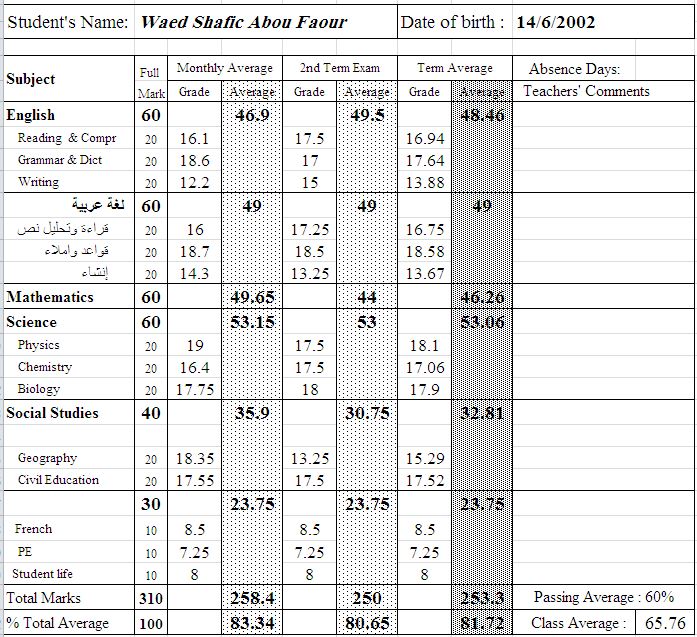 Student's Name: Waed Shafic Abou Faour Date of birth : 14/6/2002
Subject Full Mark Monthly Average 2nd Term Exam Term Average Absence Days:
Grade Average Grade Average Grade Average Teachers' Comments
English 60 46.9 49.5 48.46
Reading & Compr 20 16.1 17.5 16.94
Grammar & Dict 20 18.6 17 17.64
Writing 20 12.2 15 13.88
لغة عربية 60 49 49 49
قراءة وتحليل نص 20 16 17.25 16.75
قواعد واملاء 20 18.7 18.5 18.58
إنشاء 20 14.3 13.25 13.67
Mathematics 60 49.65 44 46.26
Science 60 53.15 53 53.06
Physics 20 19 17.5 18.1
Chemistry 20 16.4 17.5 17.06
Biology 20 17.75 18 17.9
Social Studies 40 35.9 30.75 32.81
Geography 20 18.35 13.25 15.29
Civil Education 20 17.55 17.5 17.52
30 23.75 23.75 23.75
French 10 8.5 8.5 8.5
PE 10 7.25 7.25 7.25
Student life 10 8 8 8
Total Marks 310 258.4 250 253.3 Passing Average : 60%
% Total Average 100 83.34 80.65 81.72 Class Average : 65.76